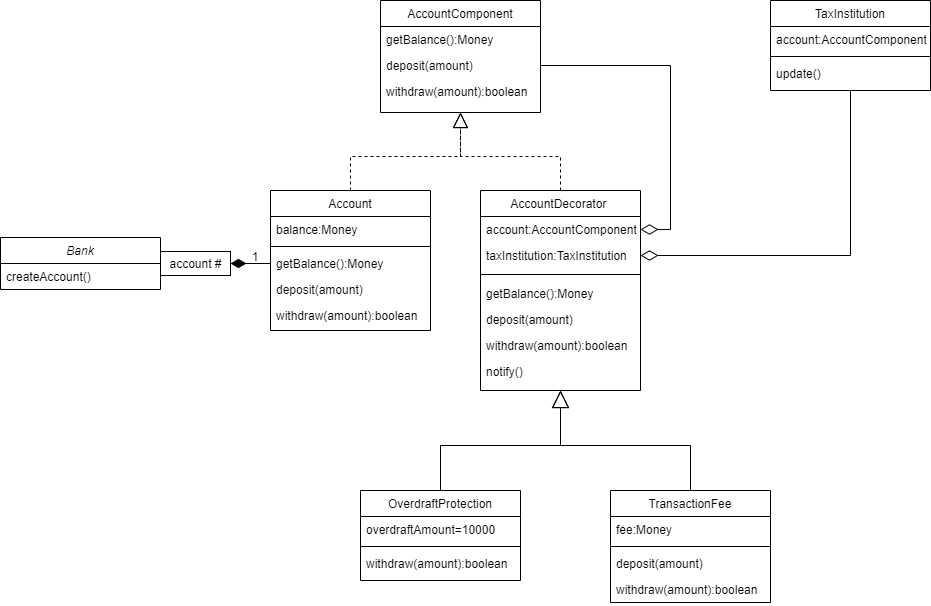 AccountComponent
getBalance():Money
deposit(amount)
withdraw(amount):boolean
TaxInstitution
account:AccountComponent
update()
Bank
createAccount()
account #
1
Account
balance:Money
getBalance():Money
deposit(amount)
withdraw(amount):boolean
AccountDecorator
account:AccountComponent
taxInstitution:TaxInstitution
getBalance():Money
deposit(amount)
withdraw(amount):boolean
notify()
OverdraftProtection
overdraftAmount=10000
withdraw(amount):boolean
TransactionFee
fee:Money
deposit(amount)
withdraw(amount):boolean